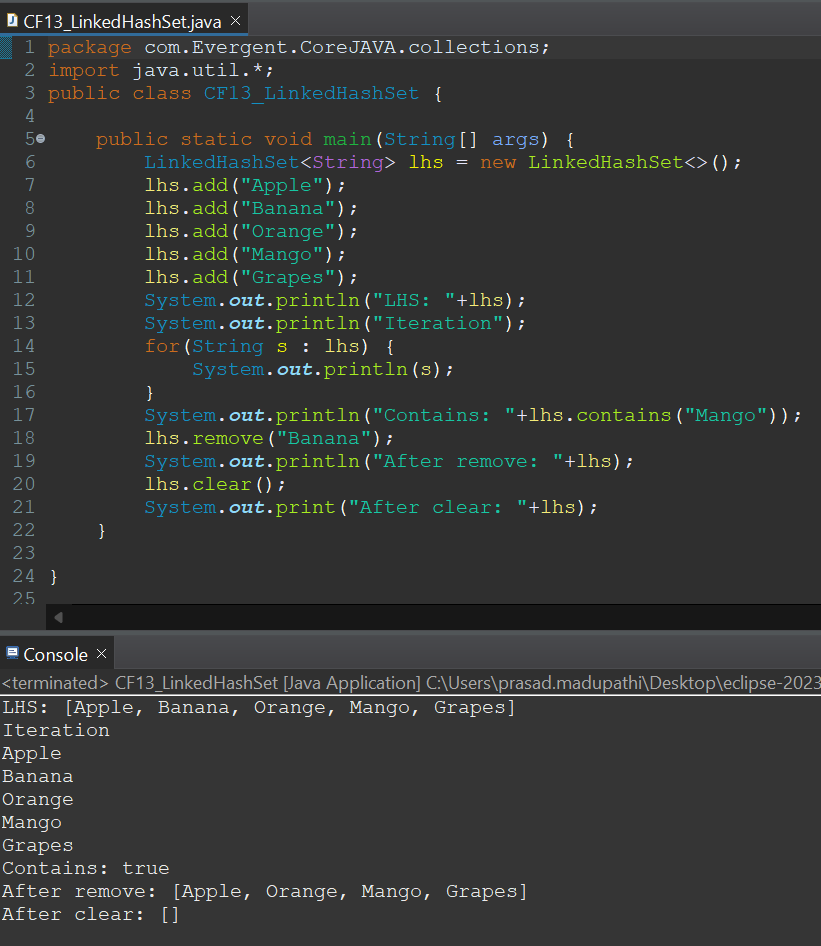 CF13_LinkedHashSet.java ×
1 package com.Evergent.CoreJAVA.collections;
2 import java.util.*;
3 public class CF13_LinkedHashSet {
4
5 public static void main(String[] args) {
6 LinkedHashSet<String> lhs = new LinkedHashSet<>();
7 lhs.add("Apple");
8 lhs.add("Banana");
9 lhs.add("Orange");
10 lhs.add("Mango");
11 lhs.add("Grapes");
12 System.out.println("LHS: "+lhs);
13 System.out.println("Iteration");
14 for(String s : lhs) {
15 System.out.println(s);
16 }
17 System.out.println("Contains: "+lhs.contains("Mango"));
18 lhs.remove("Banana");
19 System.out.println("After remove: "+lhs);
20 lhs.clear();
21 System.out.print("After clear: "+lhs);
22 }
23
24 }
25
Console ×
<terminated> CF13_LinkedHashSet [Java Application] C:\Users\prasad.madupathi\Desktop\eclipse-2023
LHS: [Apple, Banana, Orange, Mango, Grapes]
Iteration
Apple
Banana
Orange
Mango
Grapes
Contains: true
After remove: [Apple, Orange, Mango, Grapes]
After clear: []